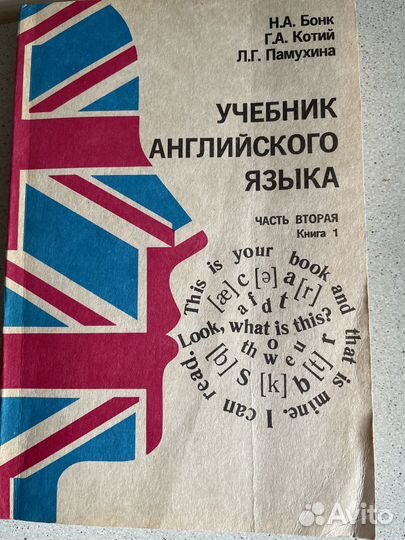 Н.А. Бонк
Г.А. Котий
Л.Г. Памухина
УЧЕБНИК
АНГЛИЙСКОГО
ЯЗЫКА
ЧАСТЬ ВТОРАЯ
Книга 1
This is your book and that is mine. I can read. Look, what is this?
[æ] c [ə] a [r]
a f d t
o
th w e u r
[b] s [k] b [t]
Avito